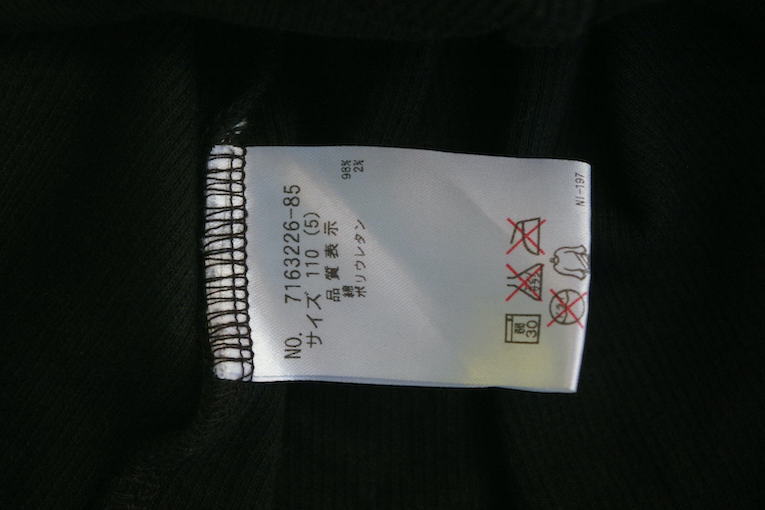 NO. 7163226-85
サイズ 110 (5)
品質表示
綿 98%
ポリウレタン 2%
弱
30
NI-197